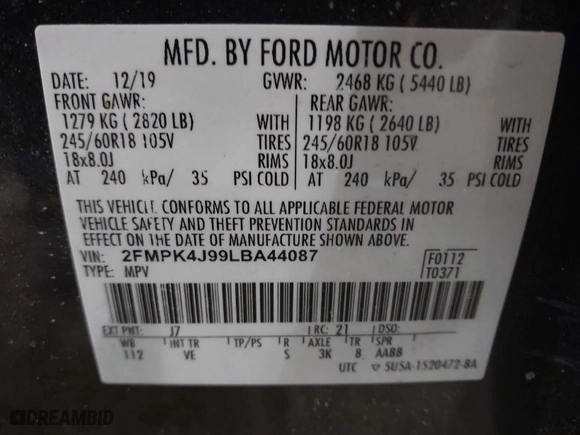 MFD. BY FORD MOTOR CO.
DATE: 12/19 GVWR: 2468 KG ( 5440 LB)
FRONT GAWR: REAR GAWR:
1279 KG ( 2820 LB) WITH 1198 KG ( 2640 LB) WITH
245/60R18 105V TIRES 245/60R18 105V TIRES
18x8.0J RIMS 18x8.0J RIMS
AT 240 kPa/ 35 PSI COLD AT 240 kPa/ 35 PSI COLD
THIS VEHICLE CONFORMS TO ALL APPLICABLE FEDERAL MOTOR
VEHICLE SAFETY AND THEFT PREVENTION STANDARDS IN
EFFECT ON THE DATE OF MANUFACTURE SHOWN ABOVE.
VIN: 2FMPK4J99LBA44087 F0112
TYPE: MPV T0371
EXT PNT: J7 RC: 21 DSO:
WB INT TR TP/PS R AXLE TR SPR
112 VE S 3K 8 AABB
UTC 5USA-1520472-BA
DREAMBID